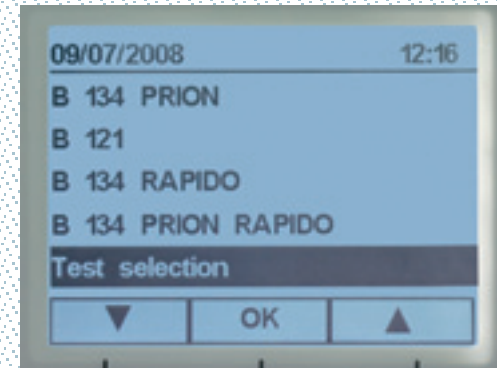 09/07/2008 12:16
B 134 PRION
B 121
B 134 RAPIDO
B 134 PRION RAPIDO
Test selection
▼ OK ▲